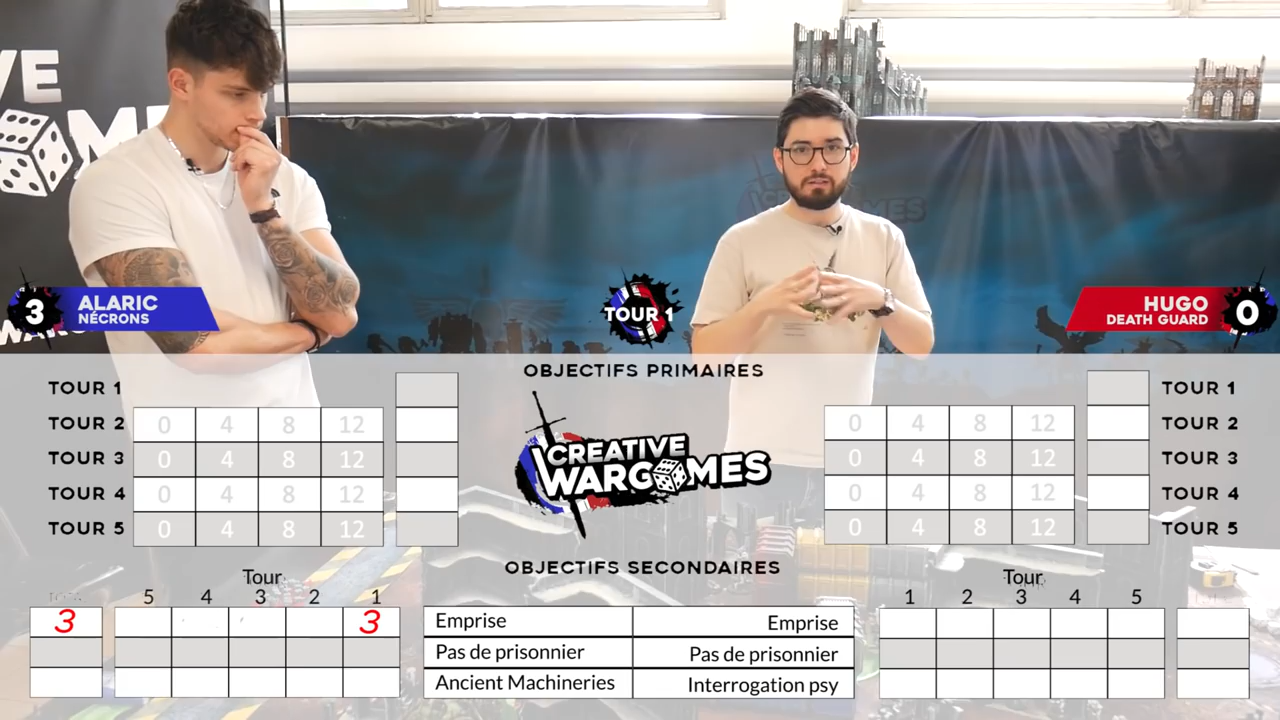 VE
MES
3
ALARIC
NÉCRONS
TOUR 1
HUGO
DEATH GUARD
0
OBJECTIFS PRIMAIRES
TOUR 1
TOUR 2 0 4 8 12
TOUR 3 0 4 8 12
TOUR 4 0 4 8 12
TOUR 5 0 4 8 12
CREATIVE
WARGAMES
TOUR 1
0 4 8 12 TOUR 2
0 4 8 12 TOUR 3
0 4 8 12 TOUR 4
0 4 8 12 TOUR 5
OBJECTIFS SECONDAIRES
Tour
5 4 3 2 1
3 3
Emprise Emprise
Pas de prisonnier Pas de prisonnier
Ancient Machineries Interrogation psy
Tour
1 2 3 4 5